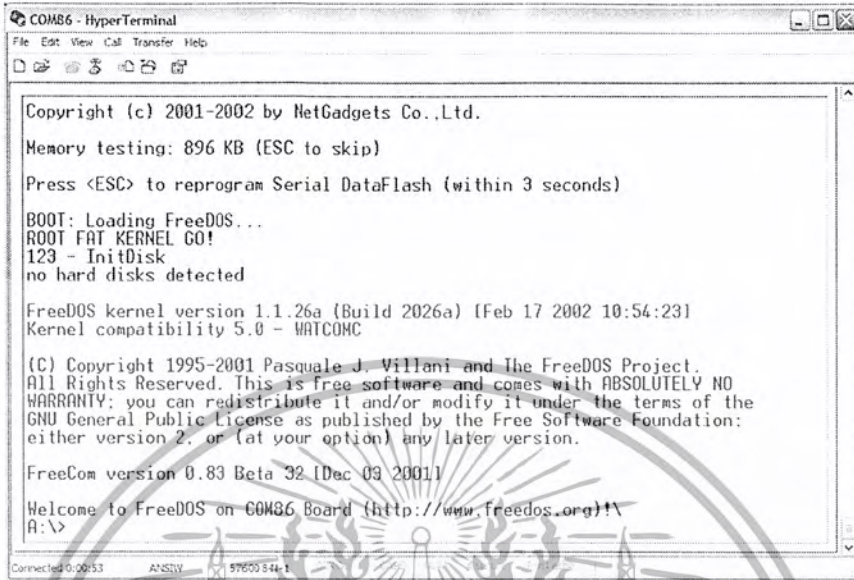 COM86 - HyperTerminal
File Edit View Call Transfer Help
Copyright (c) 2001-2002 by NetGadgets Co.,Ltd.
Memory testing: 896 KB (ESC to skip)
Press <ESC> to reprogram Serial DataFlash (within 3 seconds)
BOOT: Loading FreeDOS...
ROOT FAT KERNEL GO!
123 - InitDisk
no hard disks detected
FreeDOS kernel version 1.1.26a (Build 2026a) [Feb 17 2002 10:54:23]
Kernel compatibility 5.0 - WATCOMC
(C) Copyright 1995-2001 Pasquale J. Villani and The FreeDOS Project.
All Rights Reserved. This is free software and comes with ABSOLUTELY NO
WARRANTY; you can redistribute it and/or modify it under the terms of the
GNU General Public License as published by the Free Software Foundation;
either version 2, or (at your option) any later version.
FreeCom version 0.83 Beta 32 [Dec 03 2001]
Welcome to FreeDOS on COM86 Board (http://www.freedos.org)!\
A:\>
Connected 0:00:53 ANSIW 57600 8-N-1